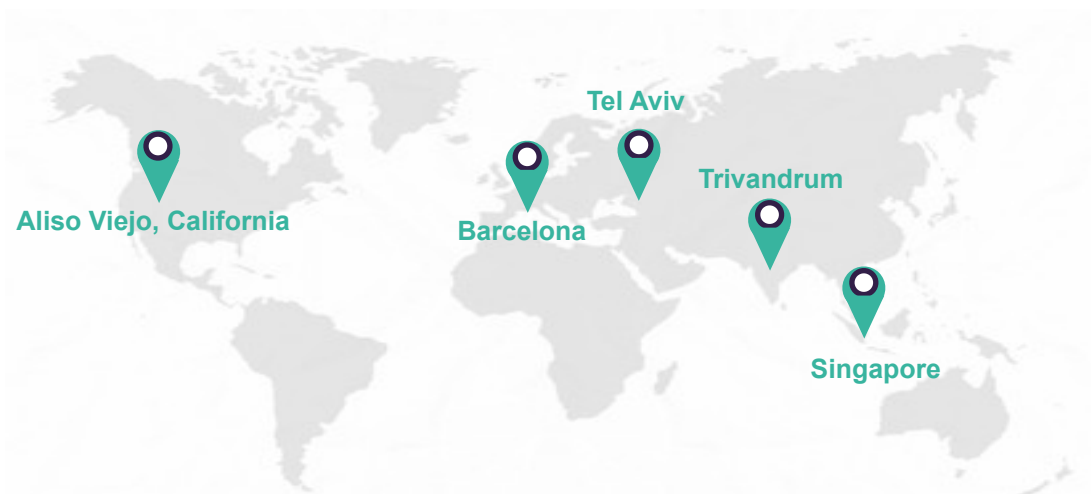 Tel Aviv
Trivandrum
Aliso Viejo, California
Barcelona
Singapore